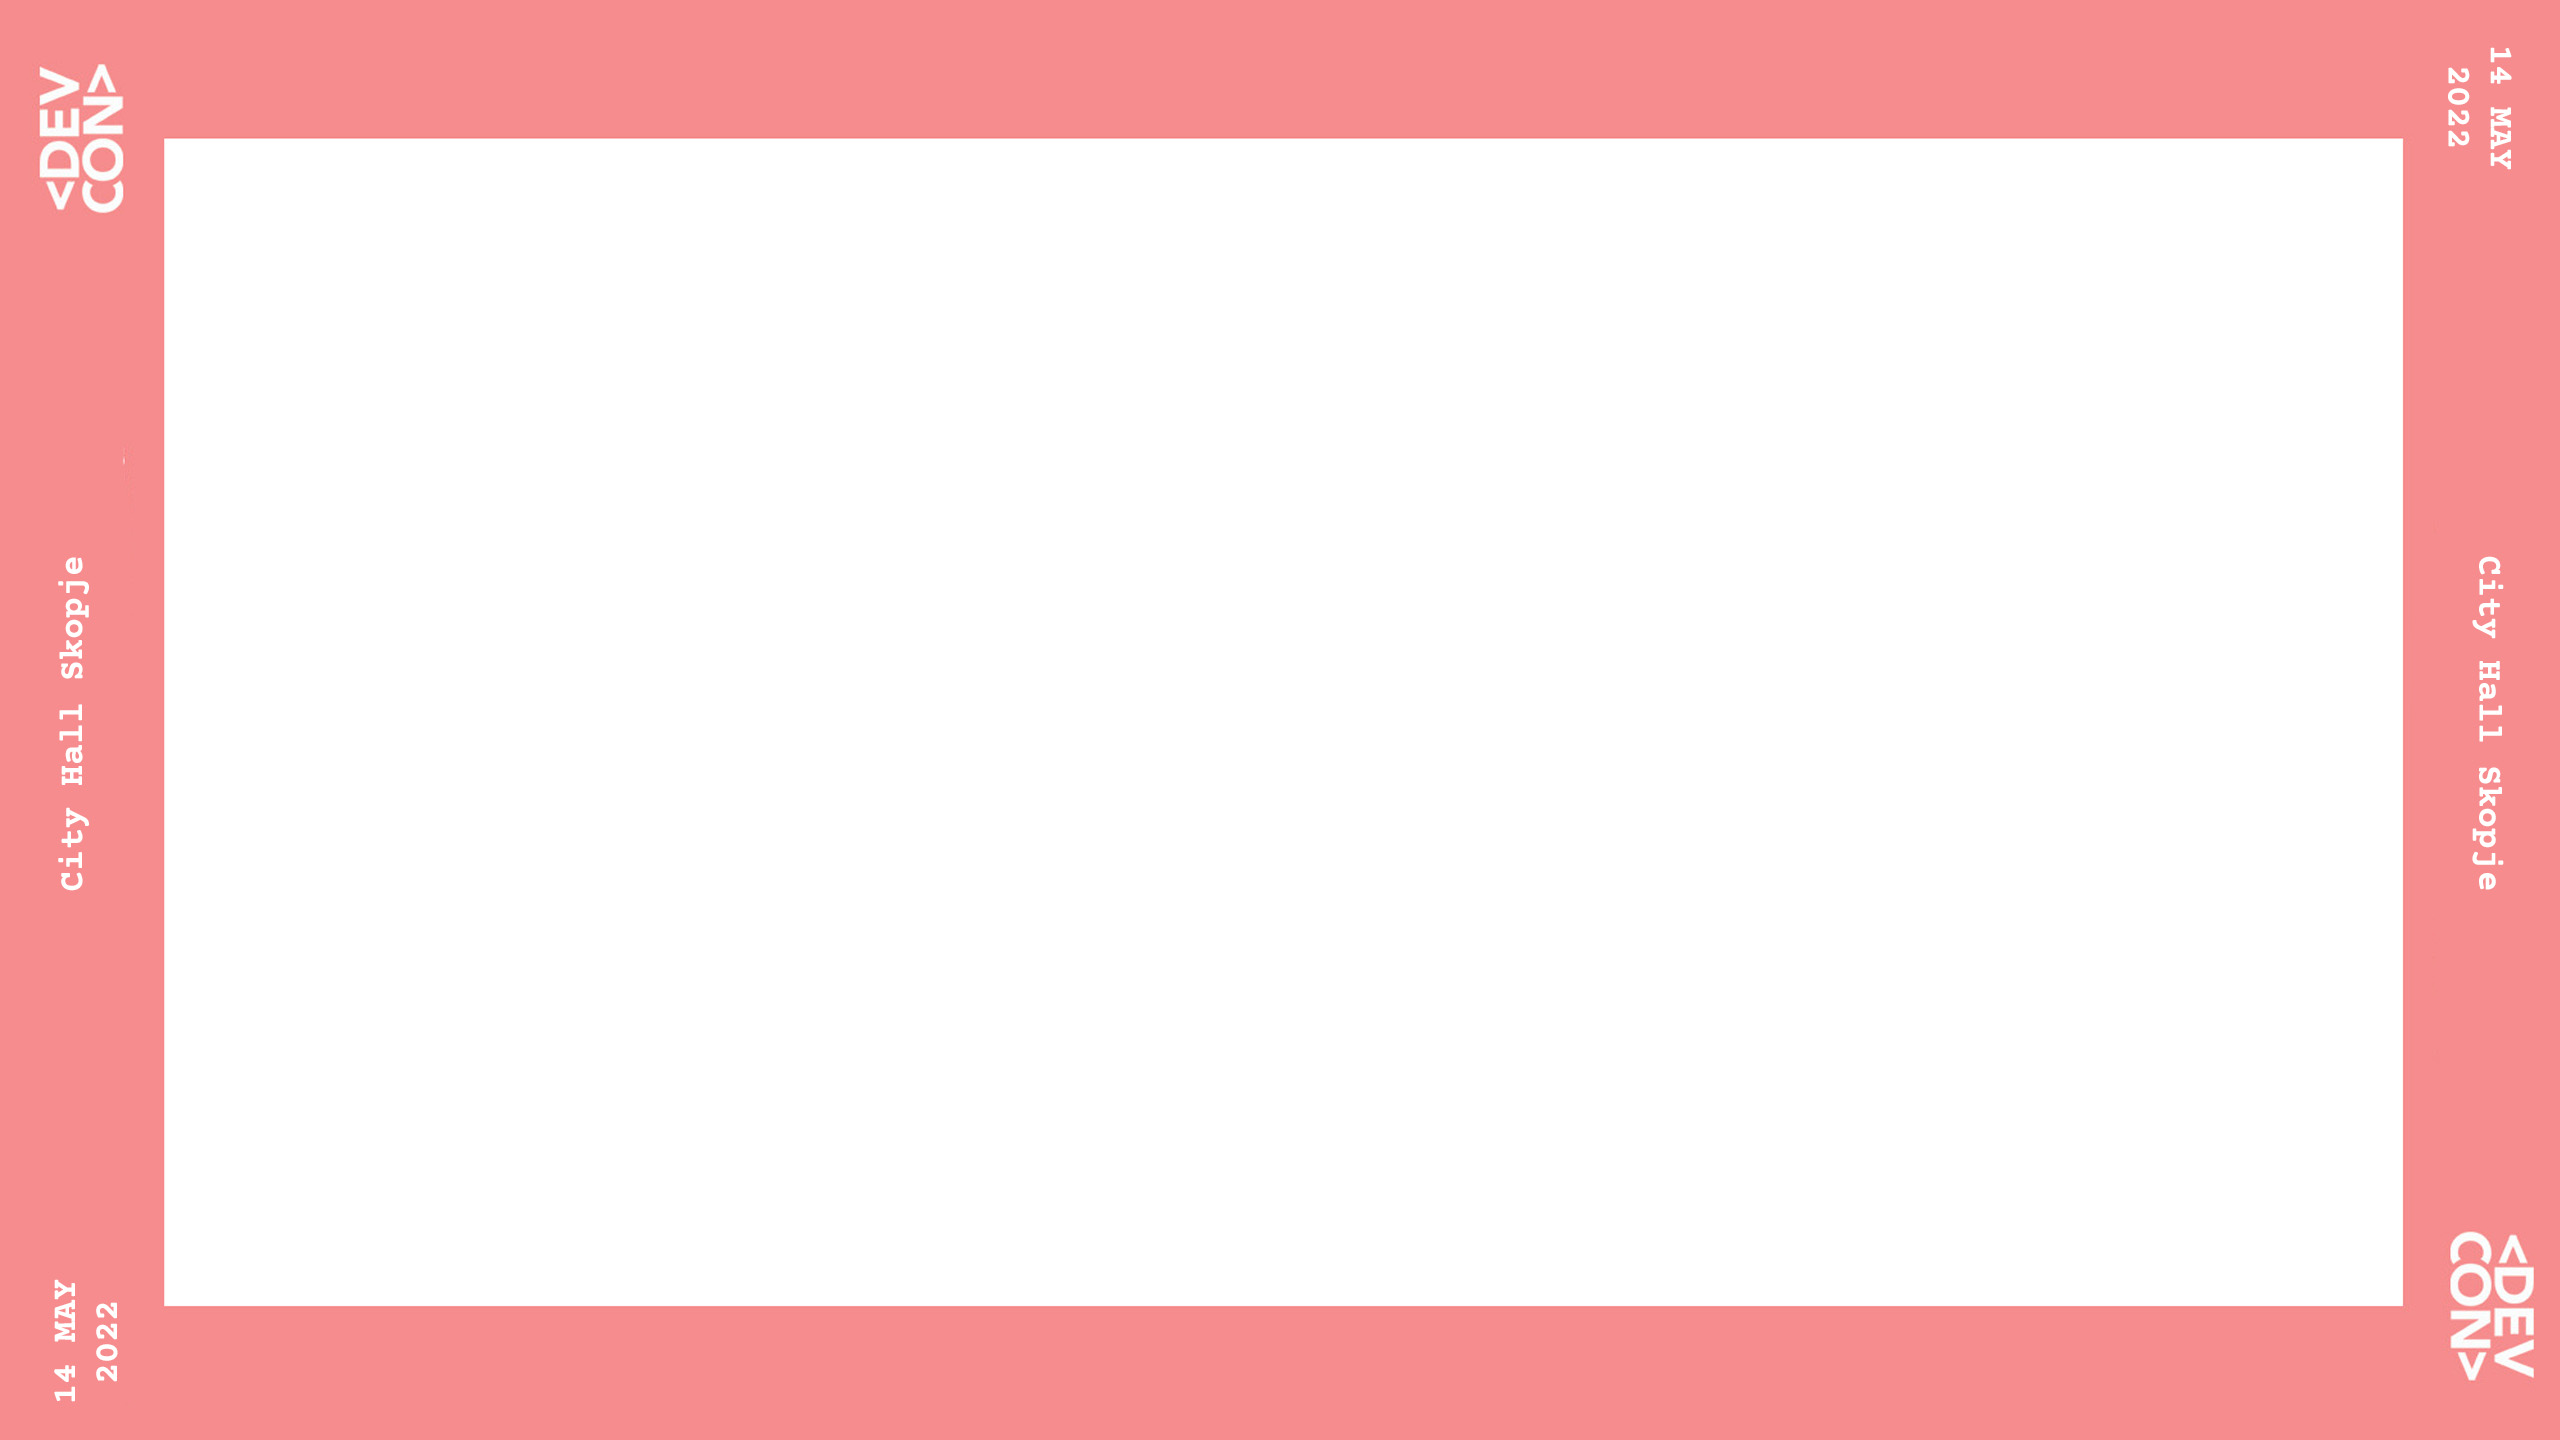 <DEV
CON>
City Hall Skopje
14 MAY
2022
14 MAY
2022
City Hall Skopje
<DEV
CON>